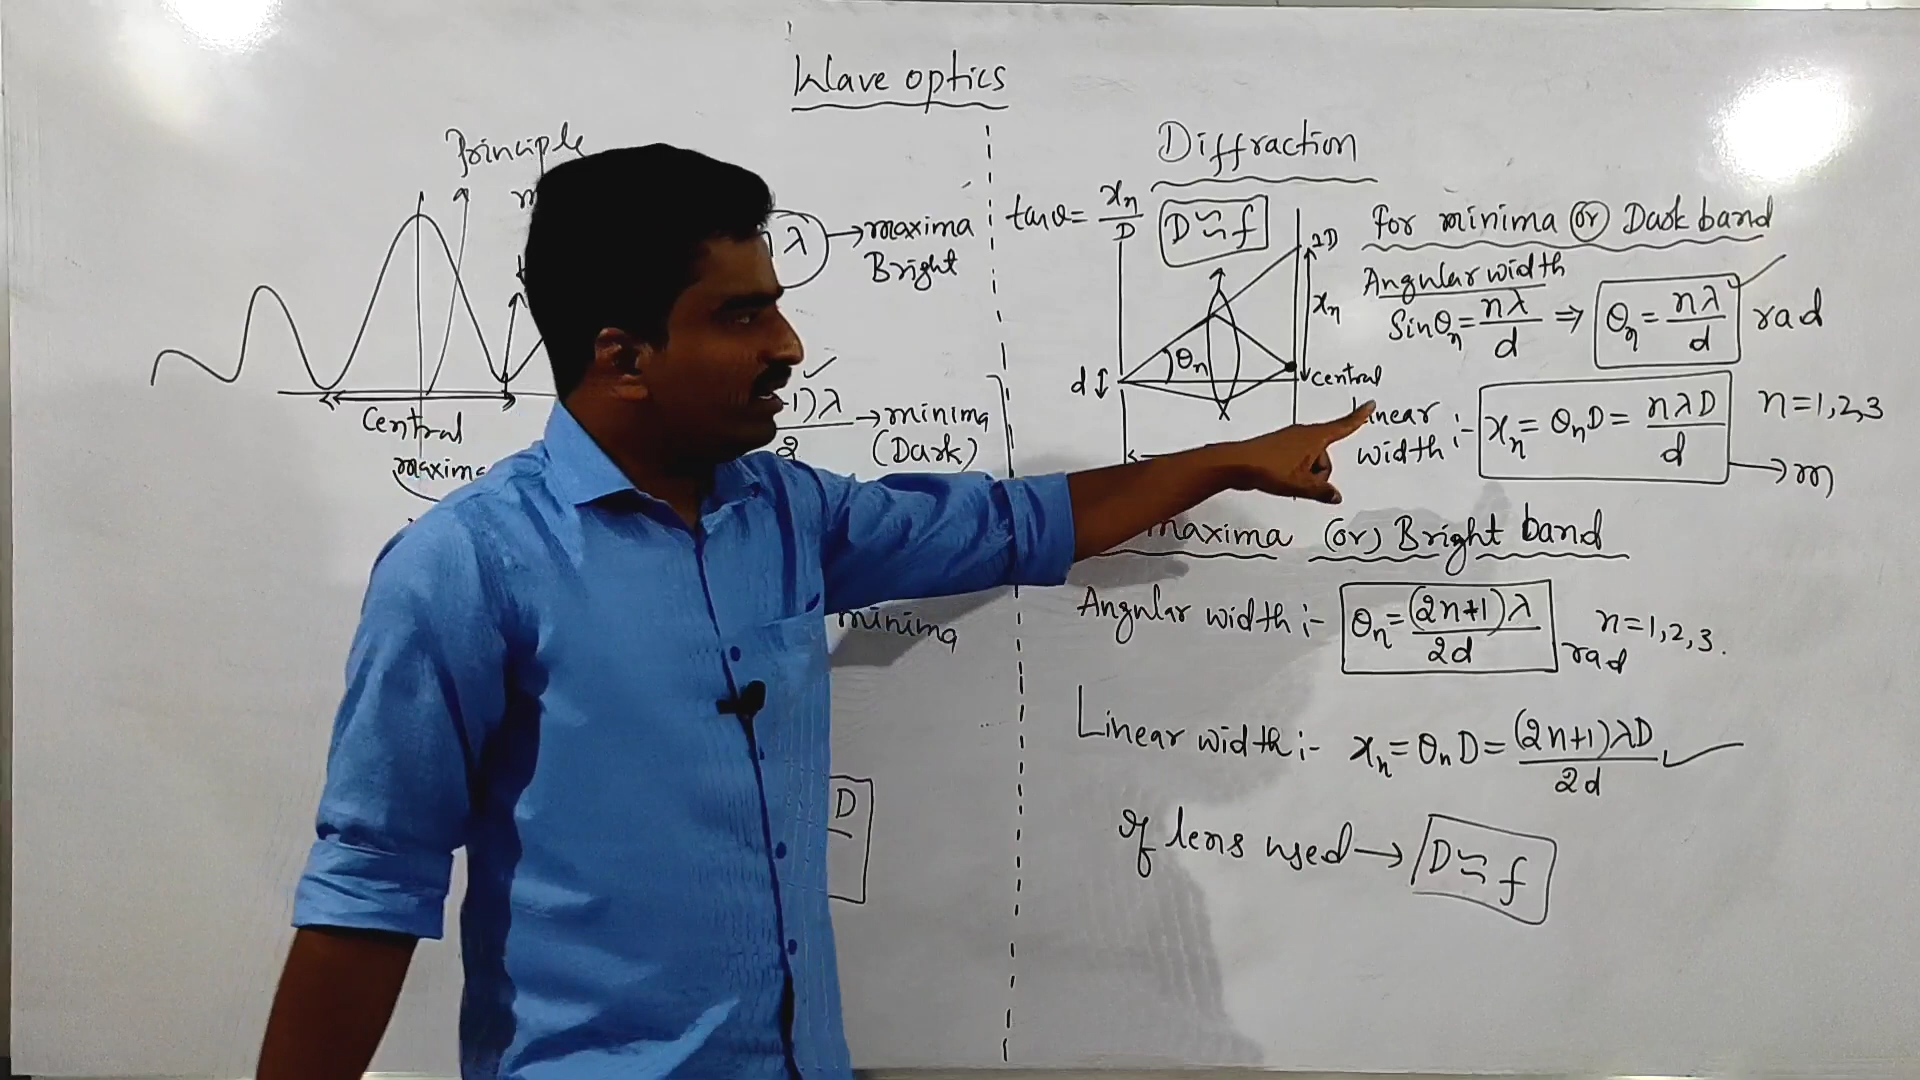 Wave optics
Principle
λ → maxima
Bright
Central
maxima
-1)λ → minima
2 (Dark)
minima
D
Diffraction
tanθ = xₙ/D D ≃ f
2D
xₙ
θₙ
d
Central
For minima (or) Dark band
Angular width
Sinθₙ = nλ/d ⇒ θₙ = nλ/d rad
Linear
width :- xₙ = θₙD = nλD/d n=1,2,3
→ m
maxima (or) Bright band
Angular width :- θₙ = (2n+1)λ/2d rad n=1,2,3.
Linear width :- xₙ = θₙD = (2n+1)λD/2d
If lens used → D ≃ f